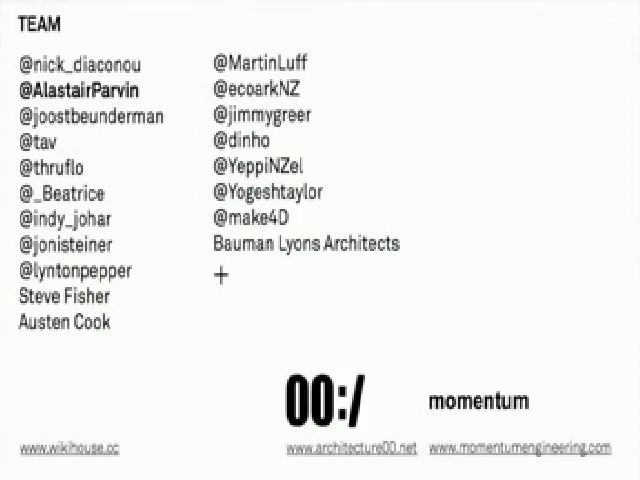 TEAM
@nick_diaconou
@AlastairParvin
@joostbeunderman
@tav
@thruflo
@_Beatrice
@indy_johar
@jonisteiner
@lyntonpepper
Steve Fisher
Austen Cook
@MartinLuff
@ecoarkNZ
@jimmygreer
@dinho
@YeppiNZel
@Yogeshtaylor
@make4D
Bauman Lyons Architects
+
00:/
momentum
www.wikihouse.cc
www.architecture00.net
www.momentumengineering.com